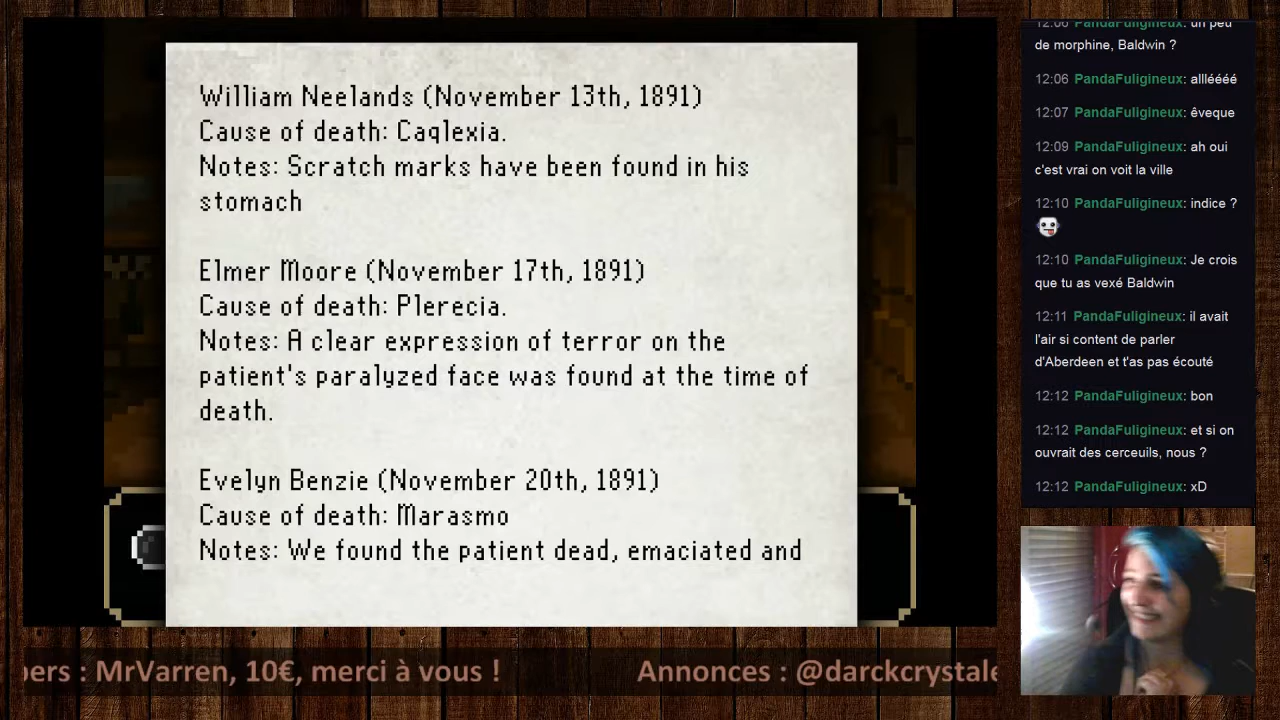 William Neelands (November 13th, 1891)
Cause of death: Caqlexia.
Notes: Scratch marks have been found in his
stomach
Elmer Moore (November 17th, 1891)
Cause of death: Plerecia.
Notes: A clear expression of terror on the
patient's paralyzed face was found at the time of
death.
Evelyn Benzie (November 20th, 1891)
Cause of death: Marasmo
Notes: We found the patient dead, emaciated and
12:06 PandaFuligineux: un peu
de morphine, Baldwin ?
12:06 PandaFuligineux: allléééé
12:07 PandaFuligineux: êveque
12:09 PandaFuligineux: ah oui
c'est vrai on voit la ville
12:10 PandaFuligineux: indice ?
12:10 PandaFuligineux: Je crois
que tu as vexé Baldwin
12:11 PandaFuligineux: il avait
l'air si content de parler
d'Aberdeen et t'as pas écouté
12:12 PandaFuligineux: bon
12:12 PandaFuligineux: et si on
ouvrait des cerceuils, nous ?
12:12 PandaFuligineux: xD
pers : MrVarren, 10€, merci à vous ! Annonces : @darckcrystale